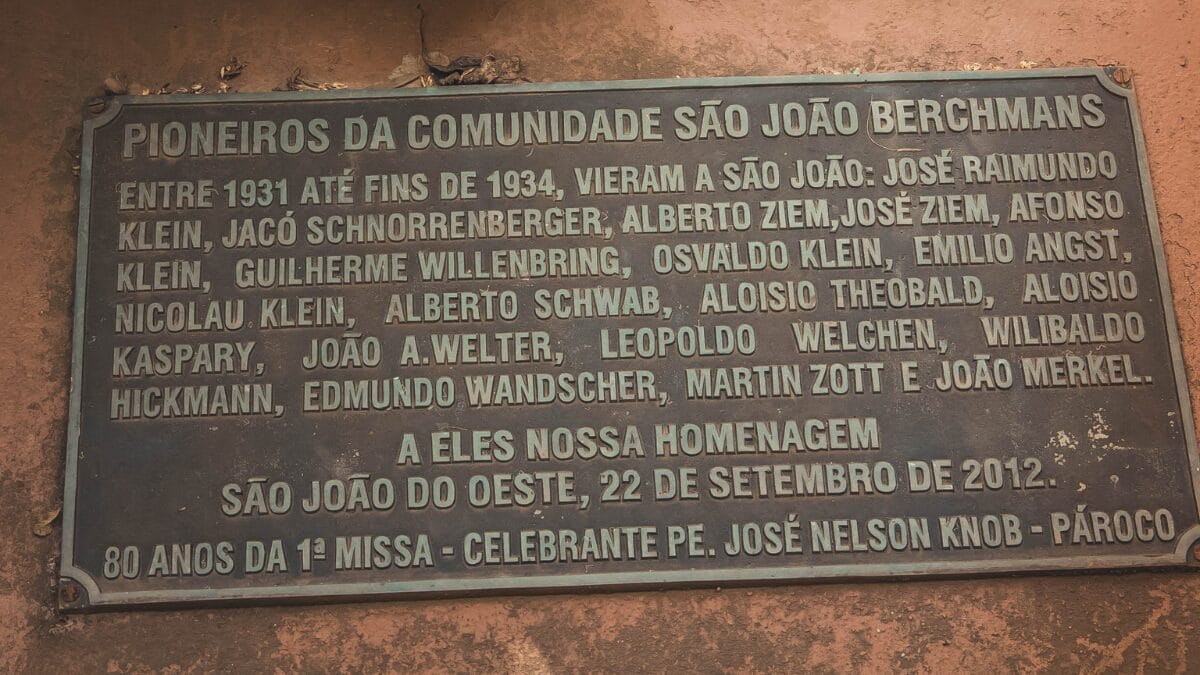 PIONEIROS DA COMUNIDADE SÃO JOÃO BERCHMANS
ENTRE 1931 ATÉ FINS DE 1934, VIERAM A SÃO JOÃO: JOSÉ RAIMUNDO
KLEIN, JACÓ SCHNORRENBERGER, ALBERTO ZIEM,JOSÉ ZIEM, AFONSO
KLEIN, GUILHERME WILLENBRING, OSVALDO KLEIN, EMILIO ANGST,
NICOLAU KLEIN, ALBERTO SCHWAB, ALOISIO THEOBALD, ALOISIO
KASPARY, JOÃO A.WELTER, LEOPOLDO WELCHEN, WILIBALDO
HICKMANN, EDMUNDO WANDSCHER, MARTIN ZOTT E JOÃO MERKEL.
A ELES NOSSA HOMENAGEM
SÃO JOÃO DO OESTE, 22 DE SETEMBRO DE 2012.
80 ANOS DA 1ª MISSA - CELEBRANTE PE. JOSÉ NELSON KNOB - PÁROCO